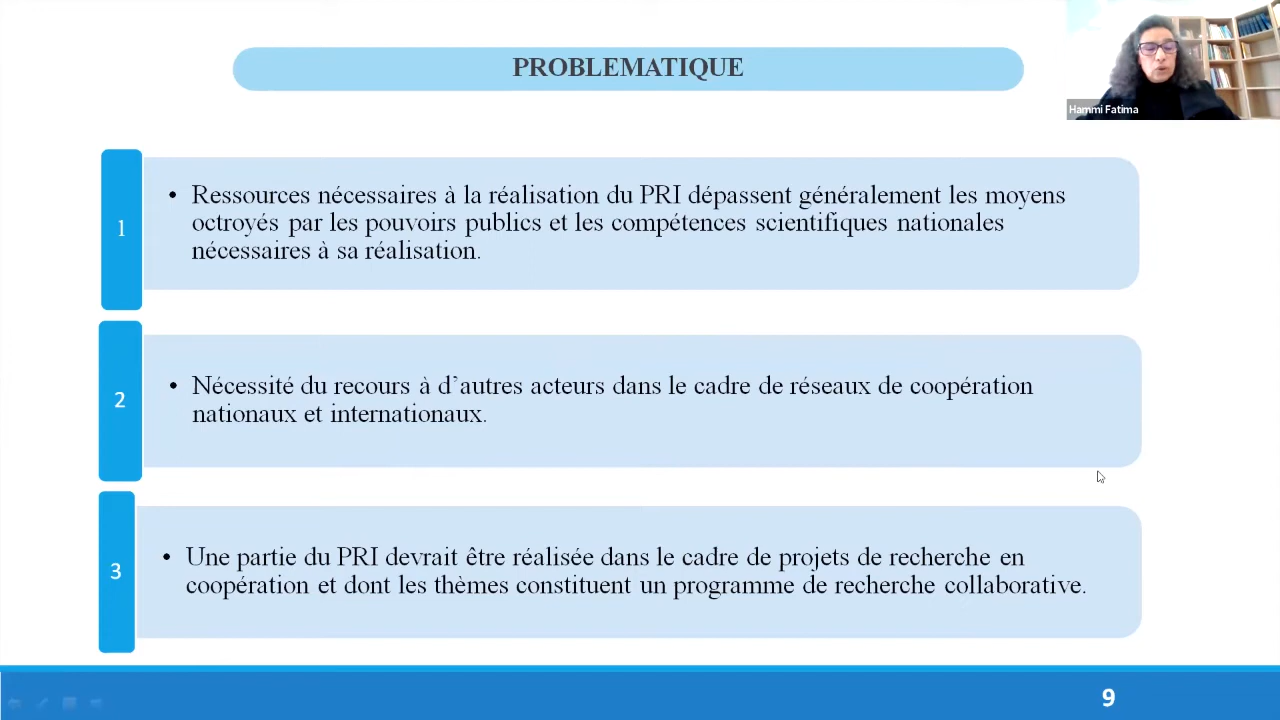 PROBLEMATIQUE
Hammi Fatima
1
• Ressources nécessaires à la réalisation du PRI dépassent généralement les moyens
octroyés par les pouvoirs publics et les compétences scientifiques nationales
nécessaires à sa réalisation.
2
• Nécessité du recours à d’autres acteurs dans le cadre de réseaux de coopération
nationaux et internationaux.
3
• Une partie du PRI devrait être réalisée dans le cadre de projets de recherche en
coopération et dont les thèmes constituent un programme de recherche collaborative.
9